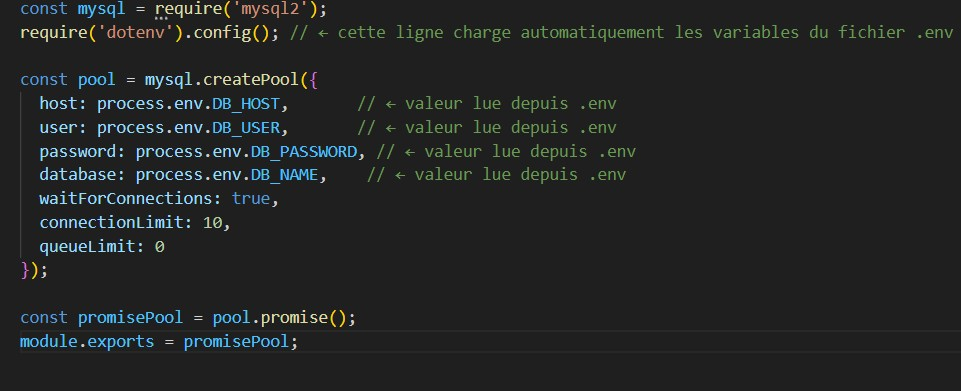 const mysql = require('mysql2');
require('dotenv').config(); // ← cette ligne charge automatiquement les variables du fichier .env
const pool = mysql.createPool({
  host: process.env.DB_HOST,       // ← valeur lue depuis .env
  user: process.env.DB_USER,       // ← valeur lue depuis .env
  password: process.env.DB_PASSWORD, // ← valeur lue depuis .env
  database: process.env.DB_NAME,    // ← valeur lue depuis .env
  waitForConnections: true,
  connectionLimit: 10,
  queueLimit: 0
});
const promisePool = pool.promise();
module.exports = promisePool;